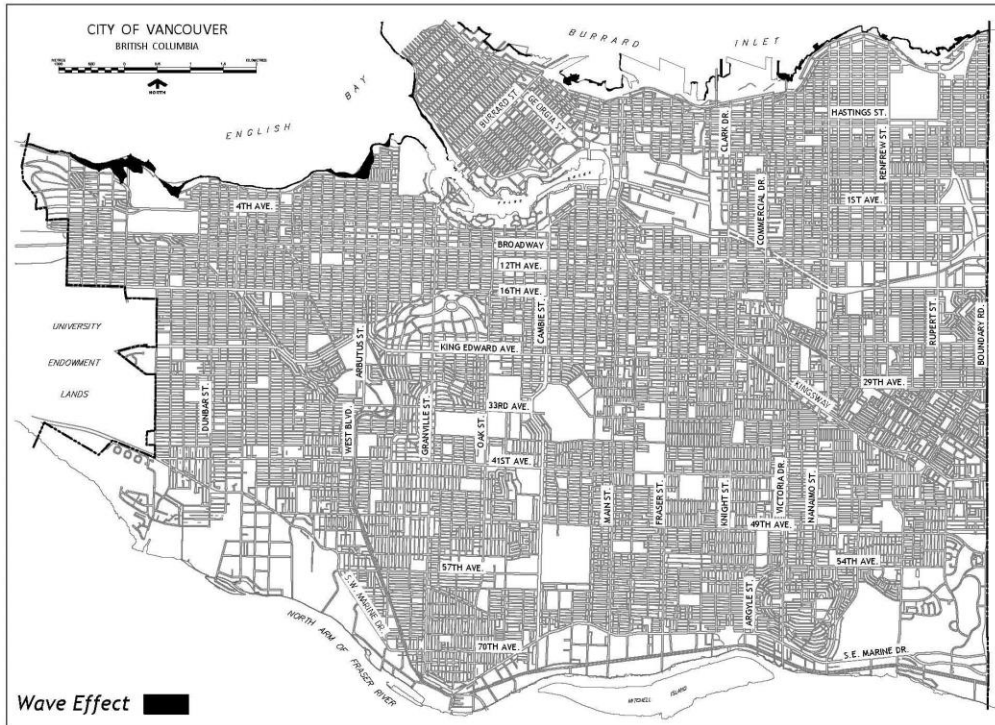 CITY OF VANCOUVER
BRITISH COLUMBIA
NORTH
BURRARD INLET
ENGLISH BAY
BURRARD ST.
GEORGIA ST.
HASTINGS ST.
CLARK DR.
RENFREW ST.
COMMERCIAL DR.
4TH AVE.
1ST AVE.
BROADWAY
12TH AVE.
16TH AVE.
CAMBIE ST.
UNIVERSITY
ENDOWMENT
LANDS
ARBUTUS ST.
KING EDWARD AVE.
RUPERT ST.
BOUNDARY RD.
29TH AVE.
KINGSWAY
DUNBAR ST.
WEST BLVD.
GRANVILLE ST.
33RD AVE.
OAK ST.
41ST AVE.
MAIN ST.
FRASER ST.
KNIGHT ST.
VICTORIA DR.
NANAIMO ST.
49TH AVE.
57TH AVE.
54TH AVE.
S.W. MARINE DR.
ARGYLE ST.
NORTH ARM OF FRASER RIVER
70TH AVE.
S.E. MARINE DR.
MITCHELL ISLAND
Wave Effect